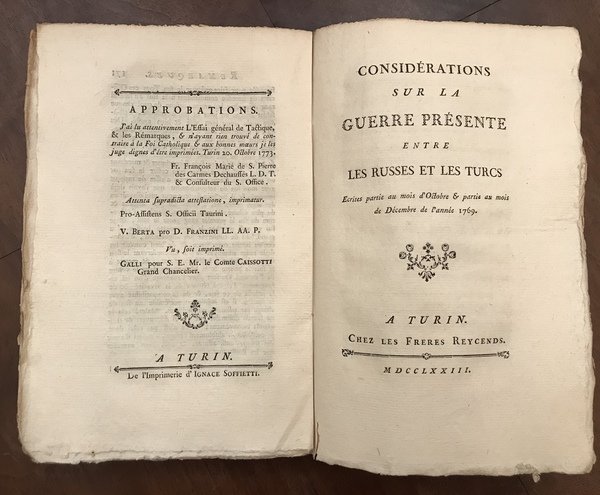 APPROBATIONS.
J'ai lu attentivement L'Essai général de Tactique,
& les Rémarques, & n'ayant rien trouvé de con-
traire à la Foi Catholique & aux bonnes mœurs je les
juge dignes d'être imprimées. Turin 20. Octobre 1773.
Fr. François Marie de S. Pierre
des Carmes Dechaussés L. D. T.
& Consulteur du S. Office.
Attenta supradicta attestatione, imprimatur.
Pro-Assistens S. Officii Taurini.
V. BERTA pro D. FRANZINI LL. AA. P.
Vu, soit imprimé.
GALLI pour S. E. Mr. le Comte CAISSOTTI
Grand Chancelier.
A TURIN.
De l'Imprimerie d'IGNACE SOFFIETTI.
CONSIDÉRATIONS
SUR LA
GUERRE PRÉSENTE
ENTRE
LES RUSSES ET LES TURCS
Ecrites partie au mois d'Octobre & partie au mois
de Décembre de l'année 1769.
A TURIN.
CHEZ LES FRERES REYCENDS.
MDCCLXXIII.